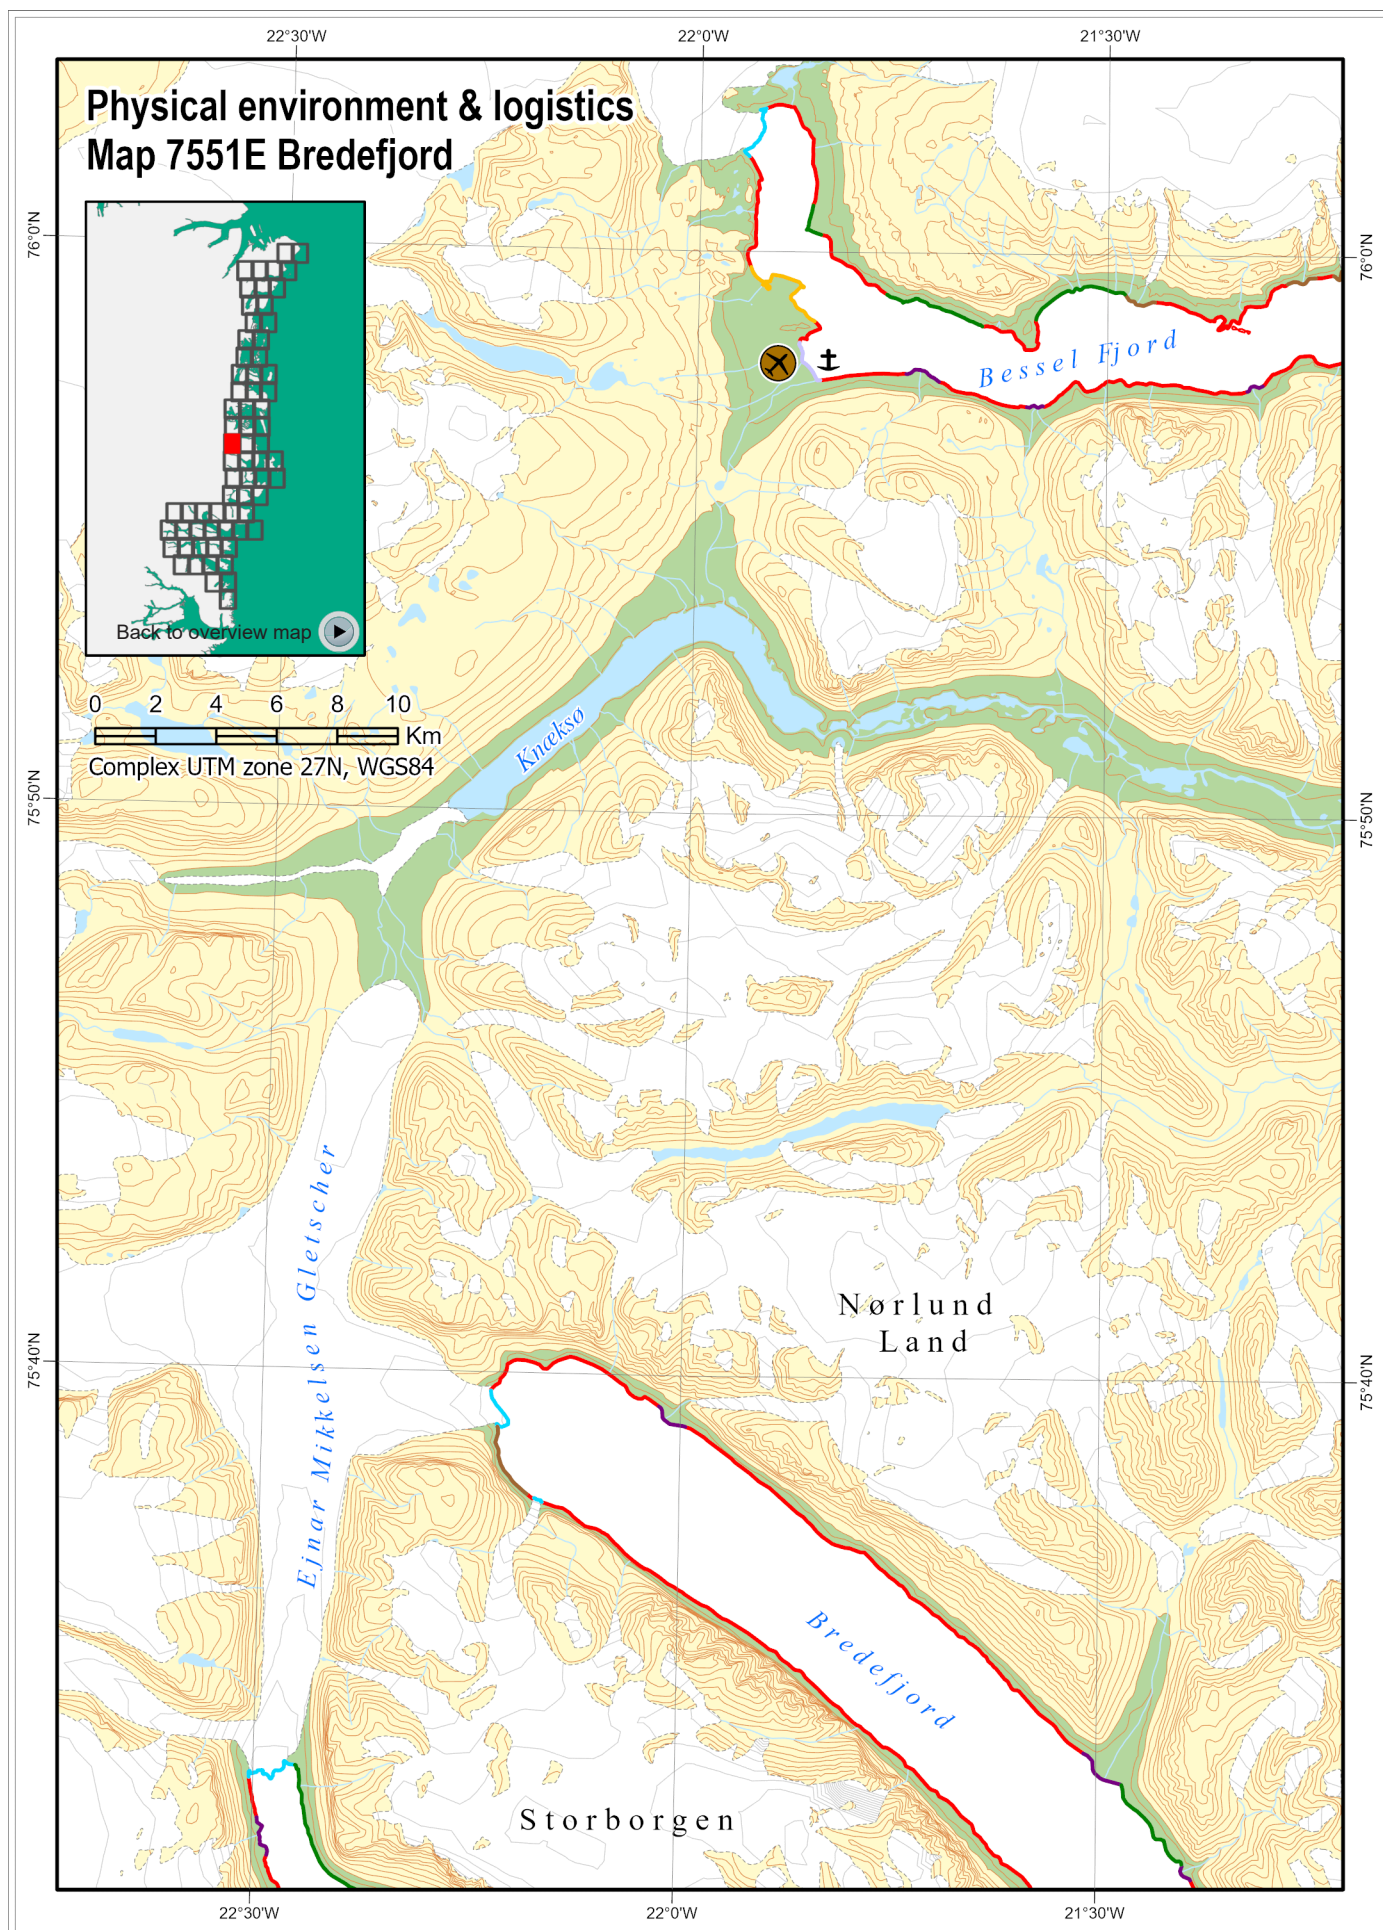 22°30'W 22°0'W 21°30'W
Physical environment & logistics
Map 7551E Bredefjord
76°0'N
76°0'N
Bessel Fjord
Back to overview map
0 2 4 6 8 10
Km
Complex UTM zone 27N, WGS84
Knæksø
75°50'N
75°50'N
Ejnar Mikkelsen Gletscher
Nørlund
Land
75°40'N
75°40'N
Bredefjord
Storborgen
22°30'W 22°0'W 21°30'W